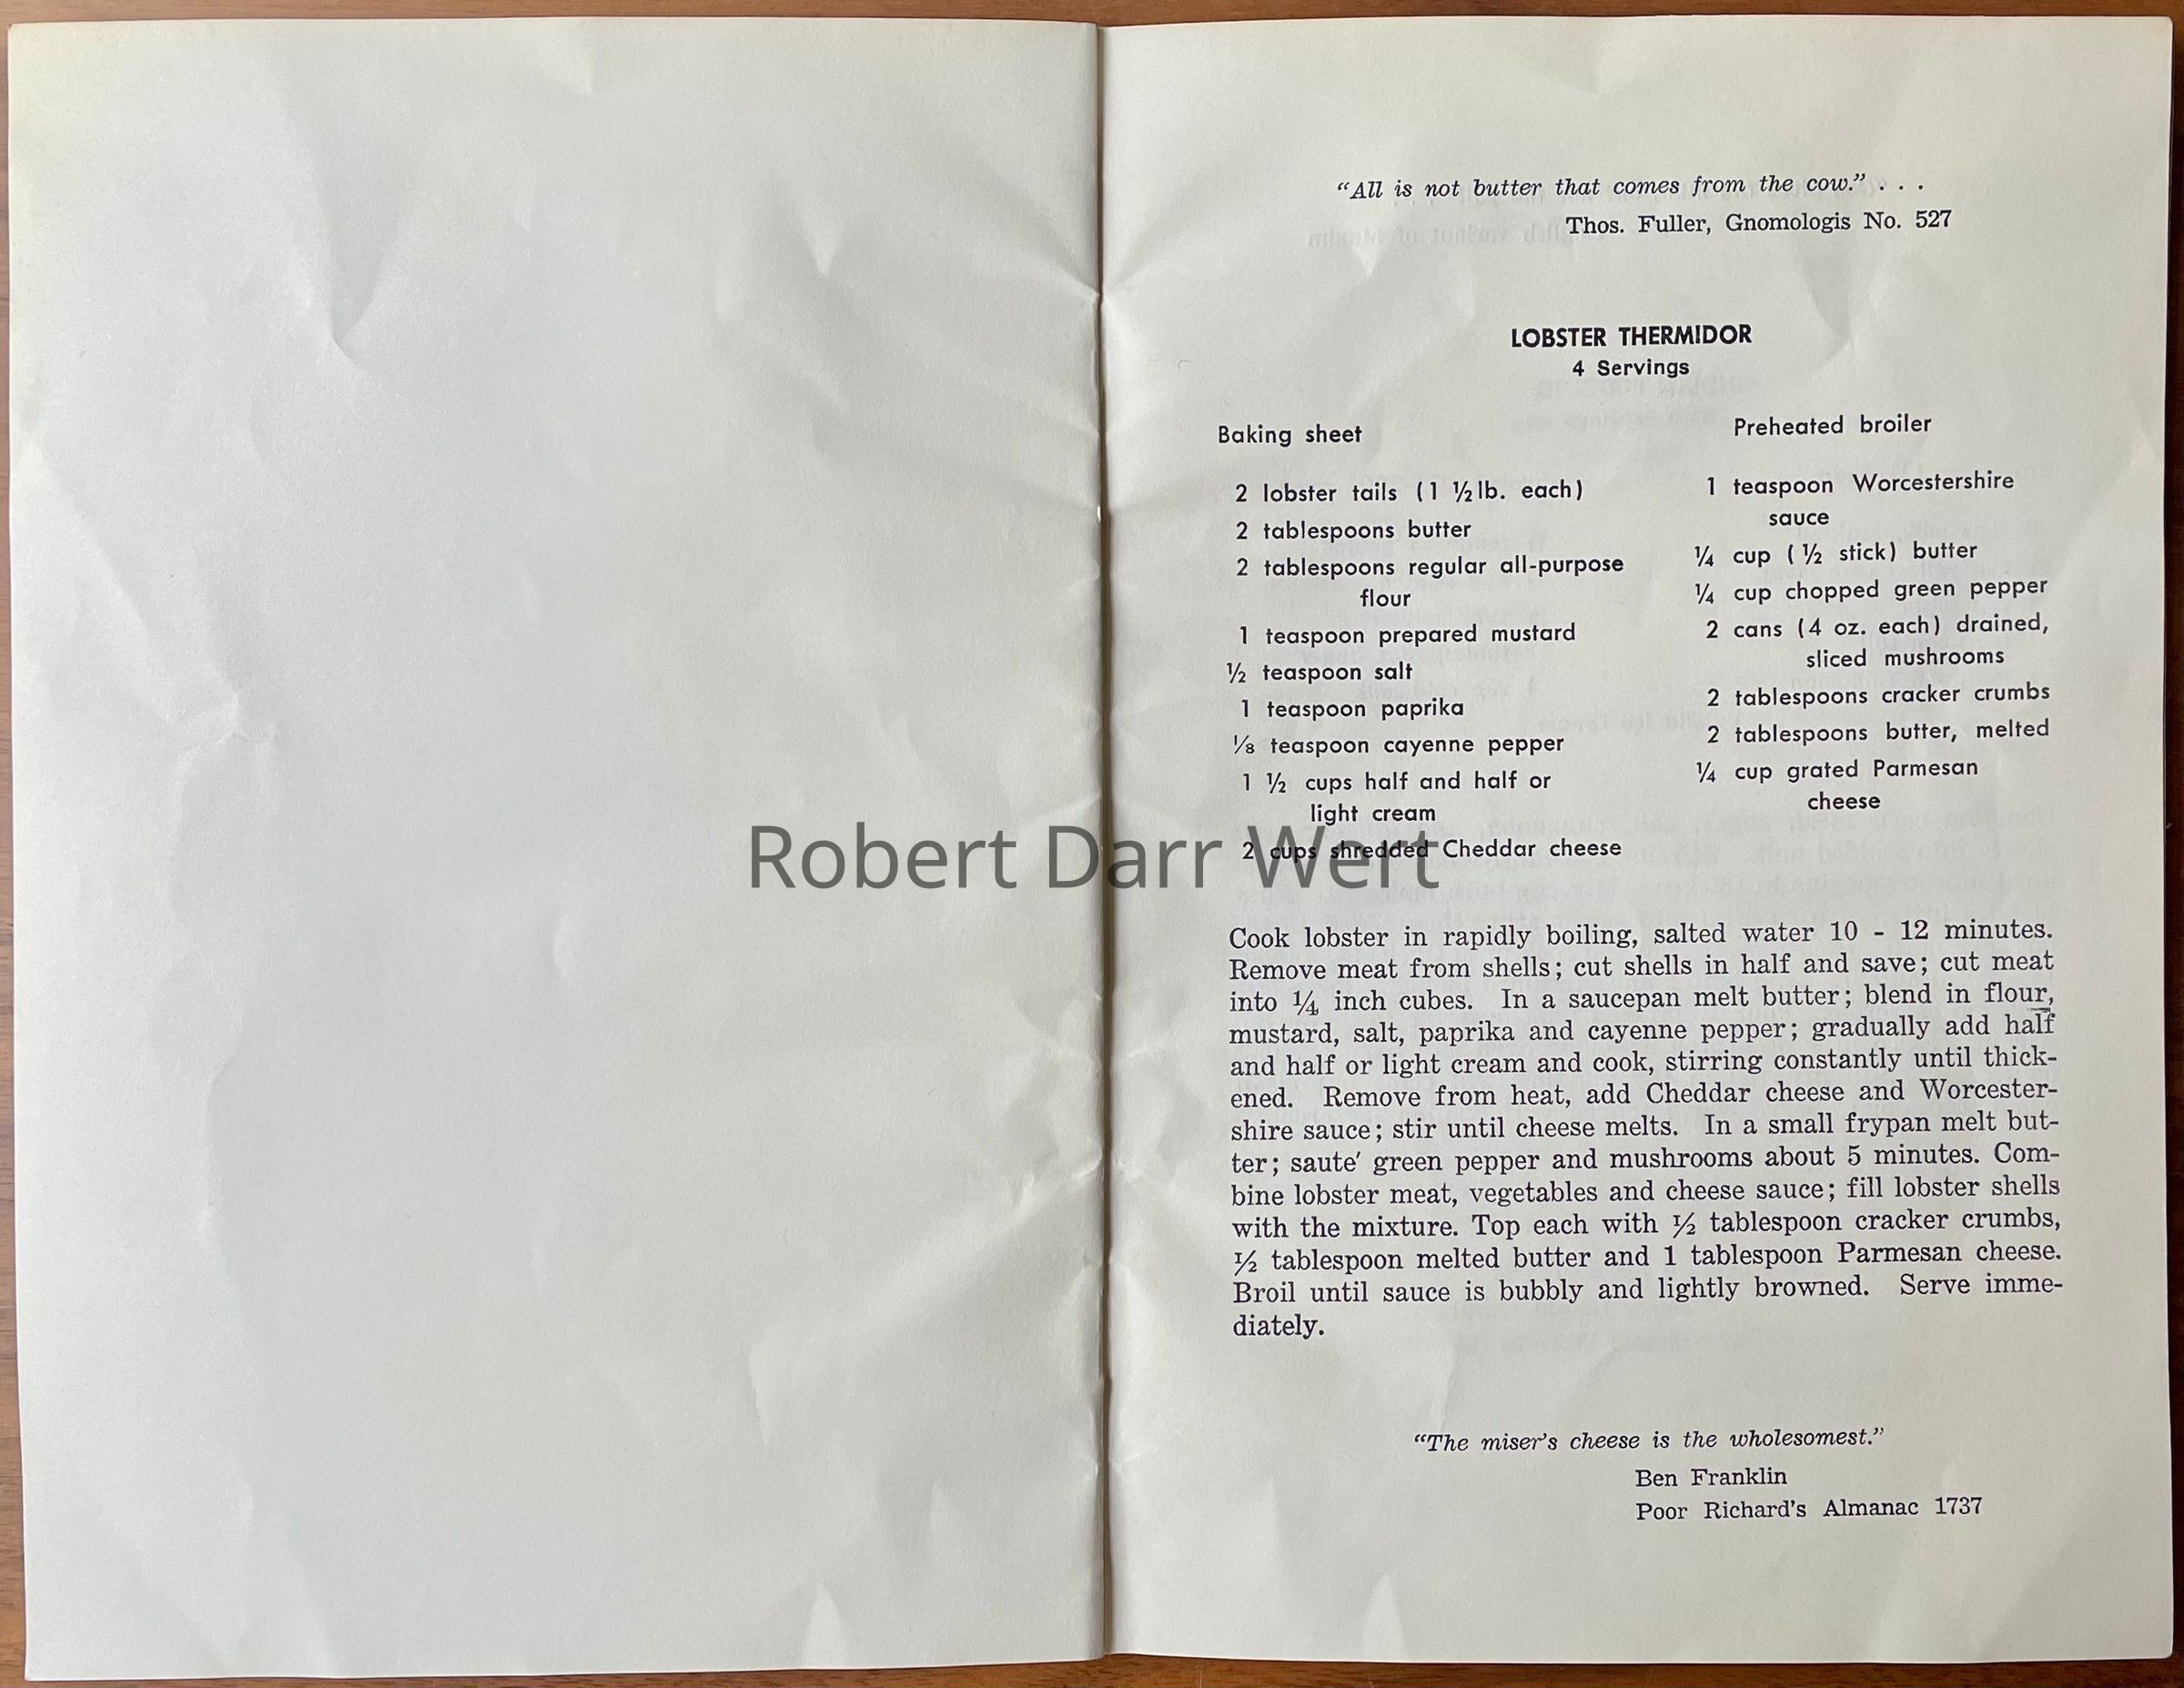 “All is not butter that comes from the cow.” . . .
Thos. Fuller, Gnomologis No. 527
LOBSTER THERMIDOR
4 Servings
Baking sheet
2 lobster tails (1 ½ lb. each)
2 tablespoons butter
2 tablespoons regular all-purpose
flour
1 teaspoon prepared mustard
½ teaspoon salt
1 teaspoon paprika
⅛ teaspoon cayenne pepper
1 ½ cups half and half or
light cream
2 cups shredded Cheddar cheese
Preheated broiler
1 teaspoon Worcestershire
sauce
¼ cup (½ stick) butter
¼ cup chopped green pepper
2 cans (4 oz. each) drained,
sliced mushrooms
2 tablespoons cracker crumbs
2 tablespoons butter, melted
¼ cup grated Parmesan
cheese
Robert Darr Wert
Cook lobster in rapidly boiling, salted water 10 - 12 minutes.
Remove meat from shells; cut shells in half and save; cut meat
into ¼ inch cubes. In a saucepan melt butter; blend in flour,
mustard, salt, paprika and cayenne pepper; gradually add half
and half or light cream and cook, stirring constantly until thick-
ened. Remove from heat, add Cheddar cheese and Worcester-
shire sauce; stir until cheese melts. In a small frypan melt but-
ter; saute′ green pepper and mushrooms about 5 minutes. Com-
bine lobster meat, vegetables and cheese sauce; fill lobster shells
with the mixture. Top each with ½ tablespoon cracker crumbs,
½ tablespoon melted butter and 1 tablespoon Parmesan cheese.
Broil until sauce is bubbly and lightly browned. Serve imme-
diately.
“The miser’s cheese is the wholesomest.”
Ben Franklin
Poor Richard’s Almanac 1737